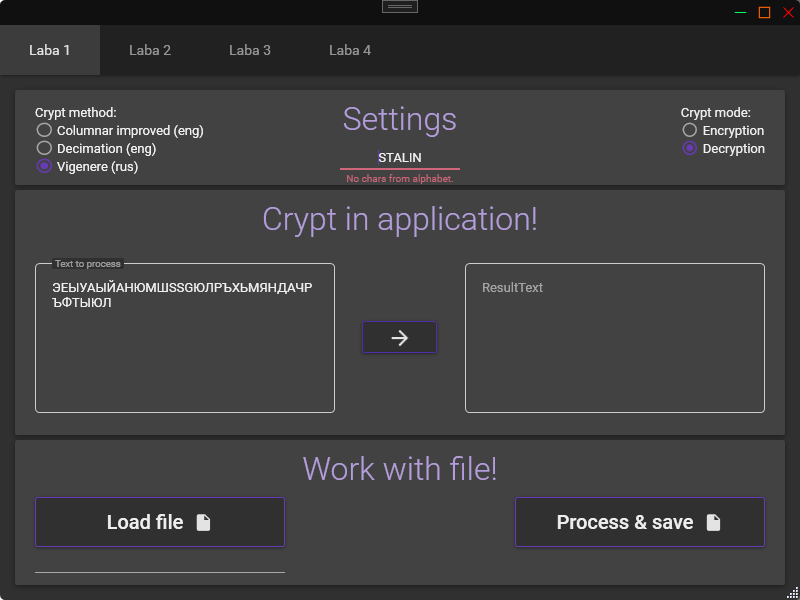 Laba 1
Laba 2
Laba 3
Laba 4
Crypt method:
Columnar improved (eng)
Decimation (eng)
Vigenere (rus)
Settings
STALIN
No chars from alphabet.
Crypt mode:
Encryption
Decryption
Crypt in application!
Text to process
ЭЕЫУАЫЙАНЮМШSSGЮЛРЪХЬМЯНДАЧР
ЪФТЫЮЛ
ResultText
Work with file!
Load file
Process & save